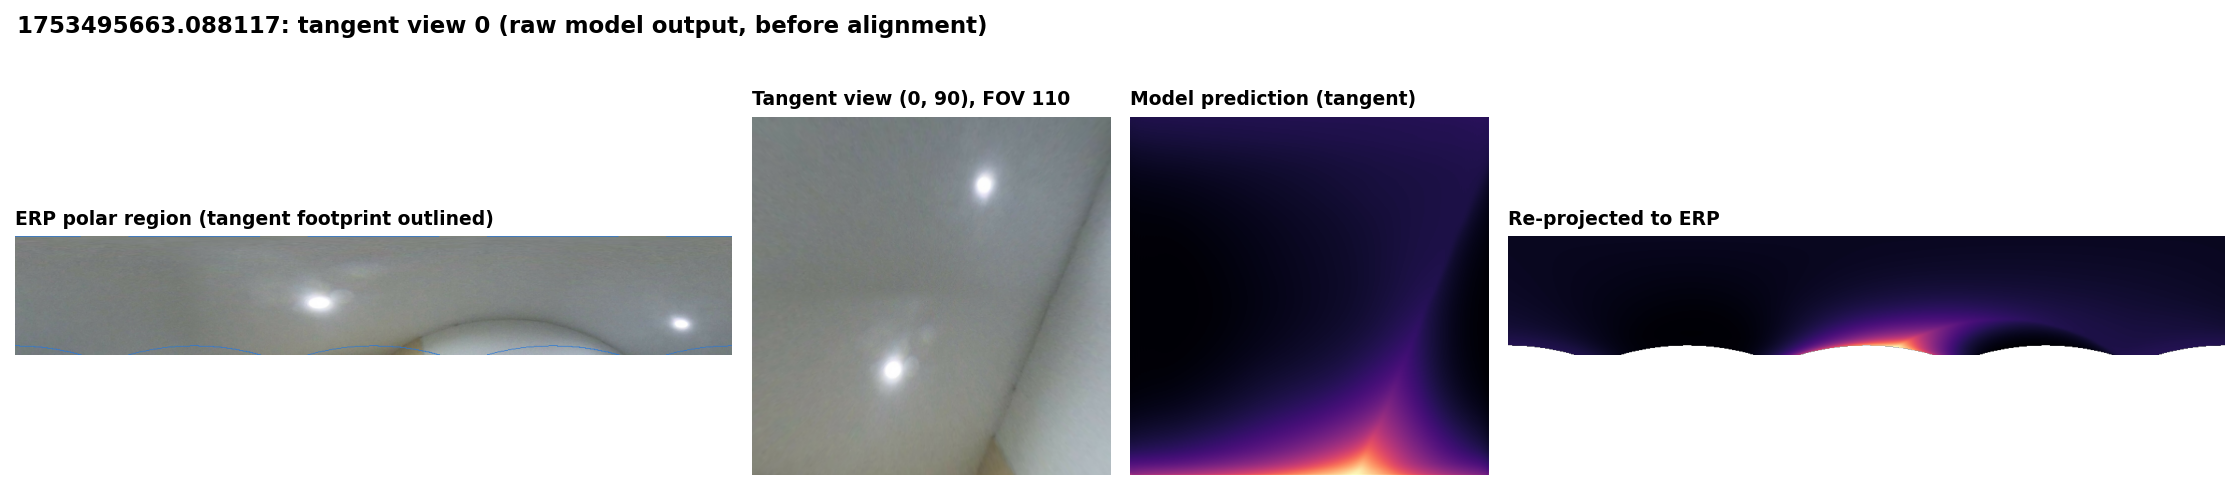 1753495663.088117: tangent view 0 (raw model output, before alignment)
Tangent view (0, 90), FOV 110
Model prediction (tangent)
ERP polar region (tangent footprint outlined)
Re-projected to ERP